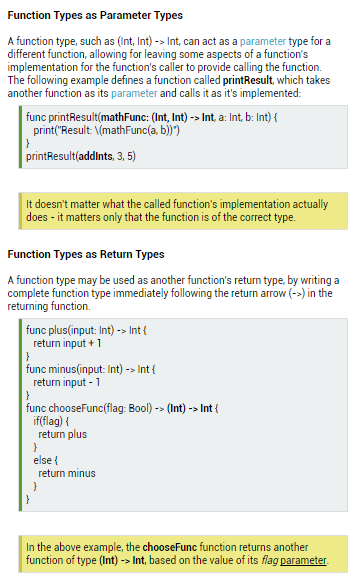 Function Types as Parameter Types
A function type, such as (Int, Int) -> Int, can act as a parameter type for a
different function, allowing for leaving some aspects of a function's
implementation for the function's caller to provide calling the function.
The following example defines a function called printResult, which takes
another function as its parameter and calls it as it's implemented:
func printResult(mathFunc: (Int, Int) -> Int, a: Int, b: Int) {
print("Result: \(mathFunc(a, b))")
}
printResult(addInts, 3, 5)
It doesn't matter what the called function's implementation actually
does - it matters only that the function is of the correct type.
Function Types as Return Types
A function type may be used as another function's return type, by writing a
complete function type immediately following the return arrow (->) in the
returning function.
func plus(input: Int) -> Int {
return input + 1
}
func minus(input: Int) -> Int {
return input - 1
}
func chooseFunc(flag: Bool) -> (Int) -> Int {
if(flag) {
return plus
}
else {
return minus
}
}
In the above example, the chooseFunc function returns another
function of type (Int) -> Int, based on the value of its flag parameter.